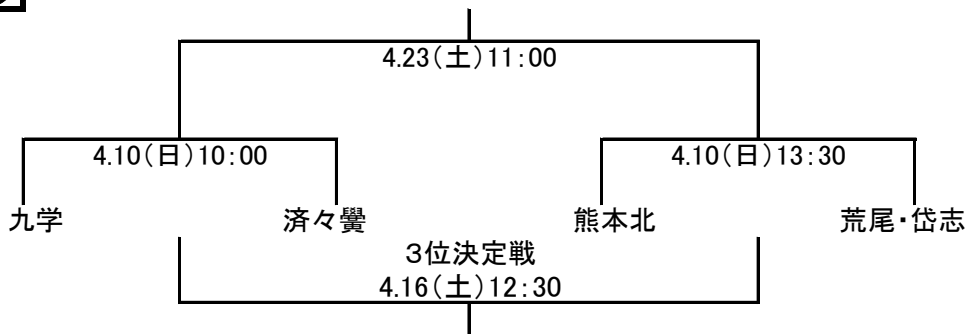 4.23(土)11:00
4.10(日)10:00
4.10(日)13:30
九学
済々黌
熊本北
荒尾・岱志
3位決定戦
4.16(土)12:30